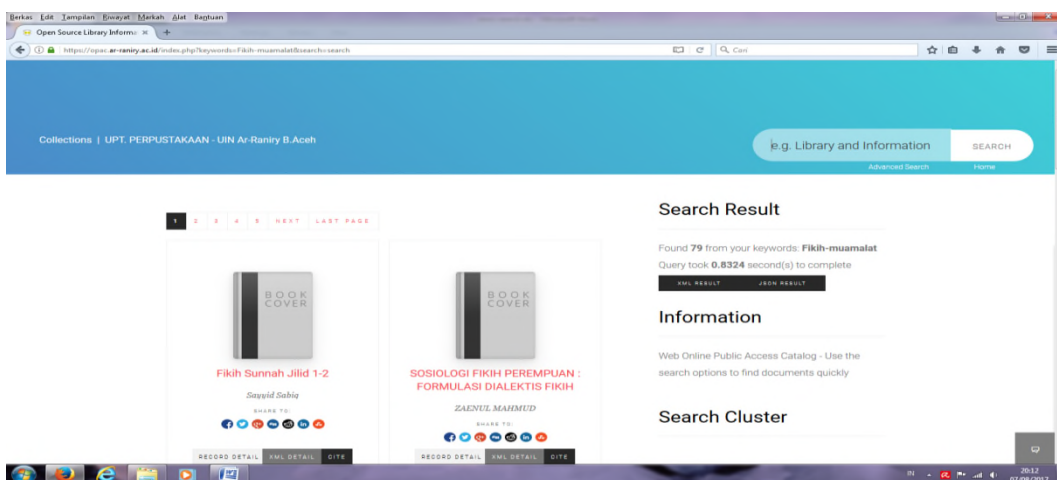 Berkas Edit Tampilan Riwayat Markah Alat Bantuan
Open Source Library Informa × +
https://opac.ar-raniry.ac.id/index.php?keywords=Fikih-muamalat&search=search
Cari
Collections | UPT. PERPUSTAKAAN - UIN Ar-Raniry B.Aceh
e.g. Library and Information
SEARCH
Advanced Search Home
1 2 3 4 5 NEXT LAST PAGE
BOOK COVER
Fikih Sunnah Jilid 1-2
Sayyid Sabiq
SHARE TO:
RECORD DETAIL XML DETAIL CITE
BOOK COVER
SOSIOLOGI FIKIH PEREMPUAN :
FORMULASI DIALEKTIS FIKIH
ZAENUL MAHMUD
SHARE TO:
RECORD DETAIL XML DETAIL CITE
Search Result
Found 79 from your keywords: Fikih-muamalat
Query took 0.8324 second(s) to complete
XML RESULT JSON RESULT
Information
Web Online Public Access Catalog - Use the
search options to find documents quickly
Search Cluster
IN
20:12
07/08/2017